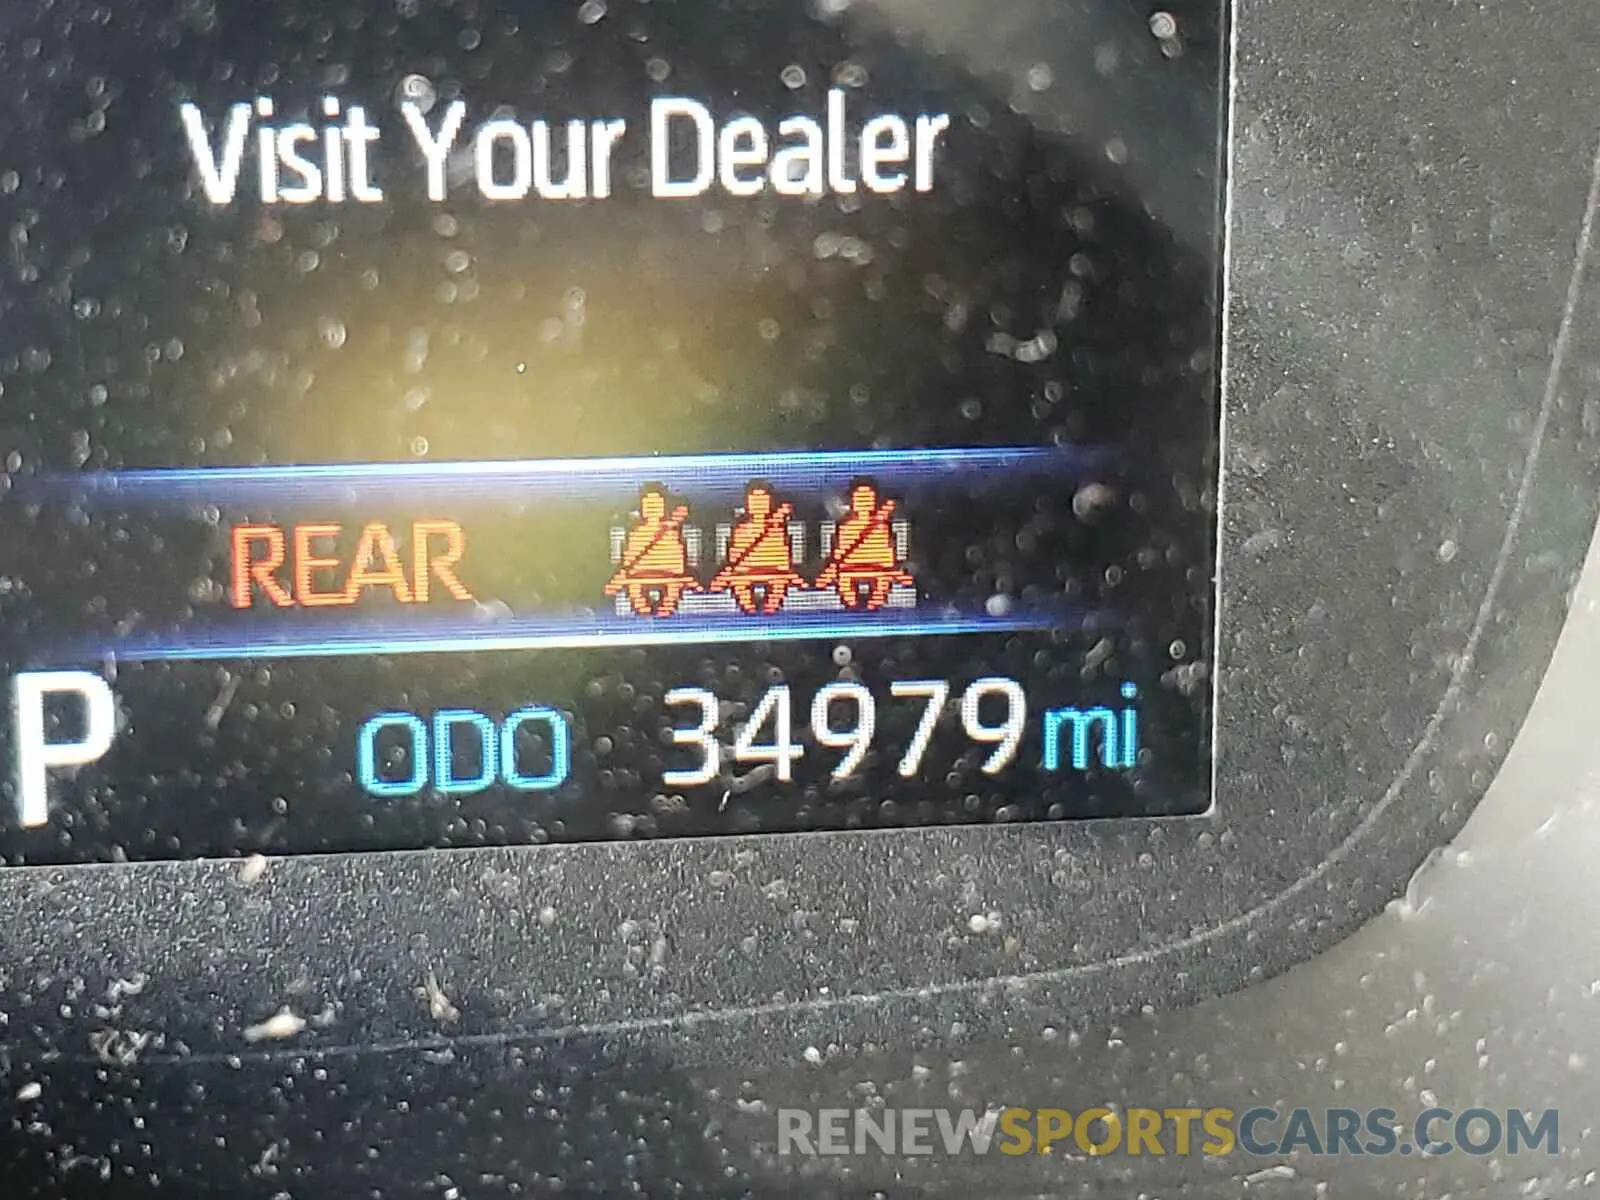 Visit Your Dealer
REAR
P ODO 34979 mi
RENEWSPORTSCARS.COM